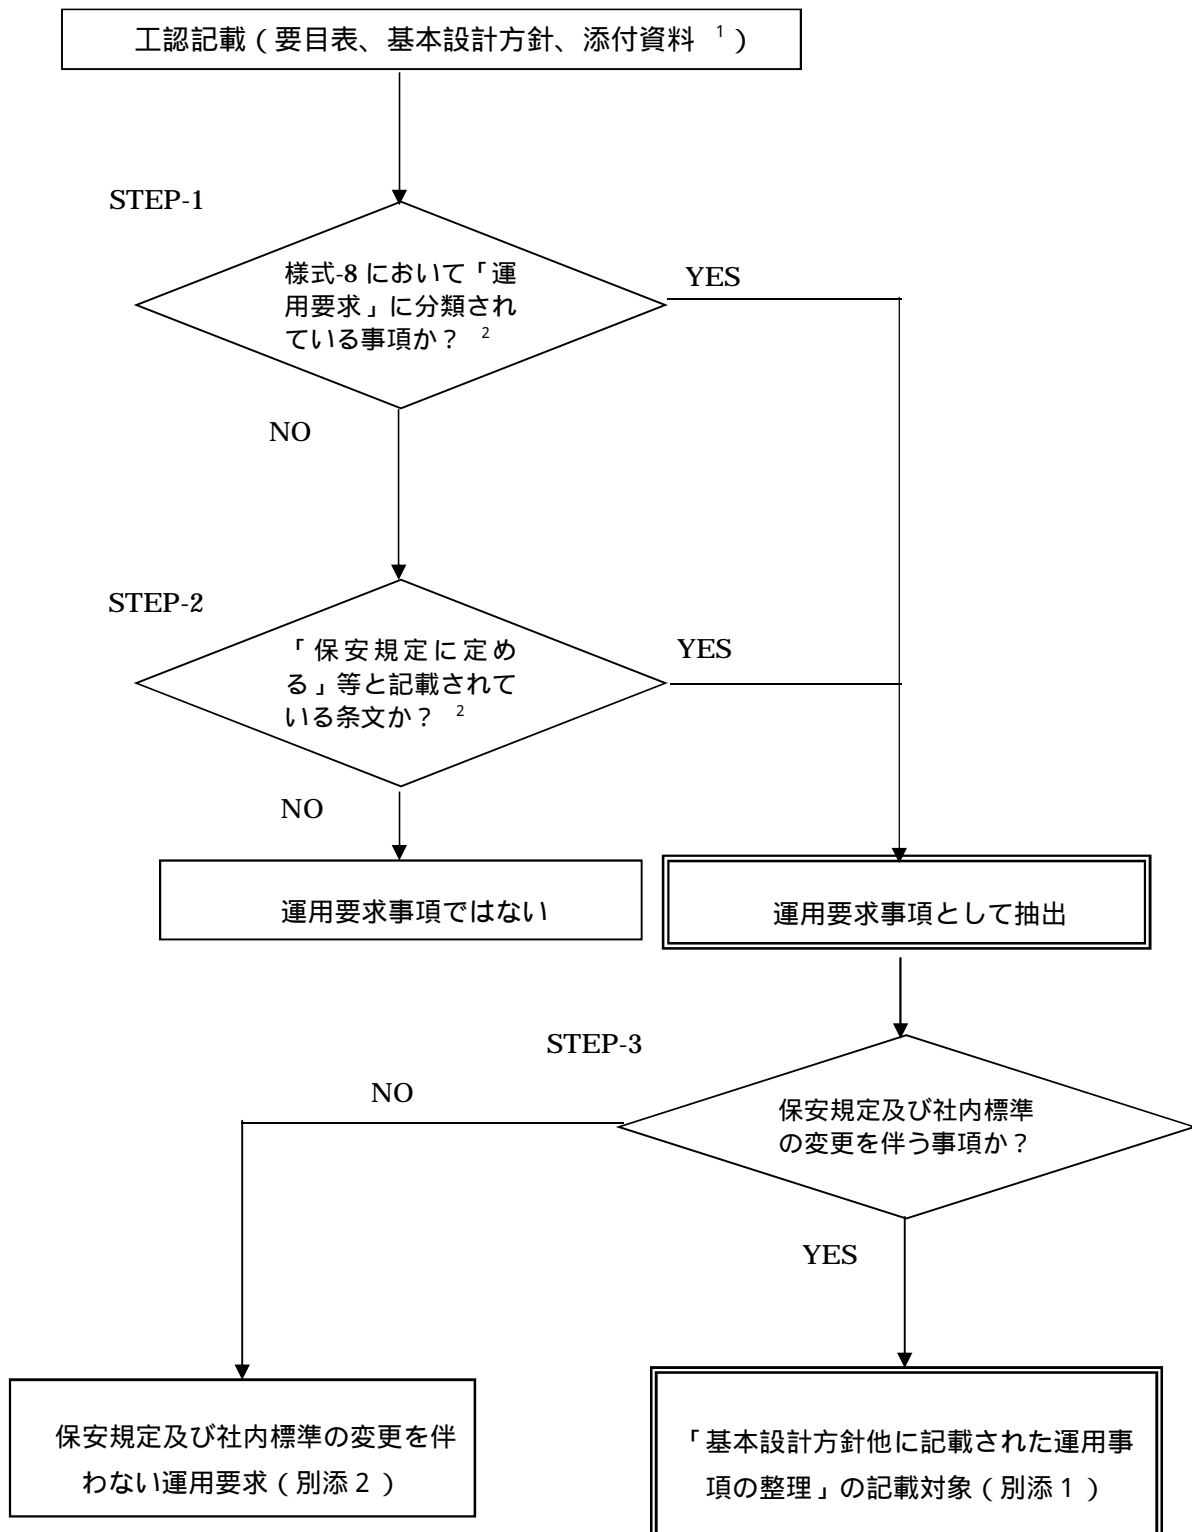 工認記載（要目表、基本設計方針、添付資料 1）
STEP-1
様式-8 において「運
用要求」に分類され
ている事項か？ 2
YES
NO
STEP-2
「保安規定に定め
る」等と記載されて
いる条文か？ 2
YES
NO
運用要求事項ではない
運用要求事項として抽出
STEP-3
保安規定及び社内標準
の変更を伴う事項か？
NO
YES
保安規定及び社内標準の変更を伴
わない運用要求（別添２）
「基本設計方針他に記載された運用事
項の整理」の記載対象（別添１）